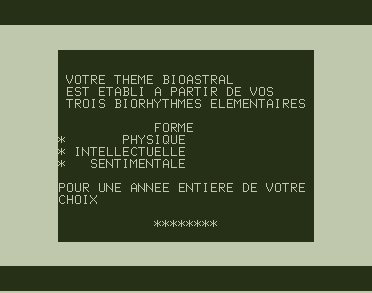 VOTRE THEME BIOASTRAL
EST ETABLI A PARTIR DE VOS
TROIS BIORHYTHMES ELEMENTAIRES
FORME
* PHYSIQUE
* INTELLECTUELLE
* SENTIMENTALE
POUR UNE ANNEE ENTIERE DE VOTRE
CHOIX
********